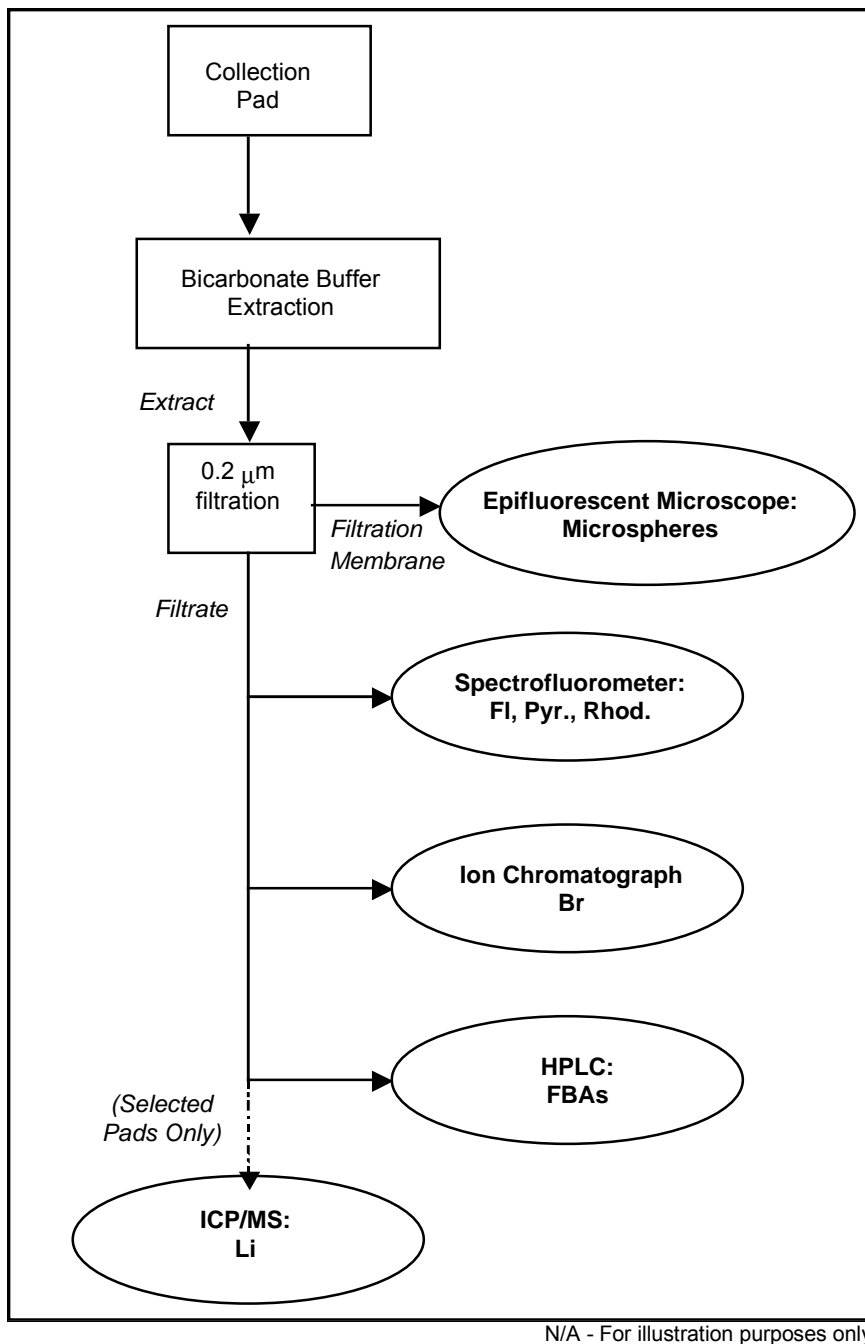 Collection
Pad
Bicarbonate Buffer
Extraction
Extract
0.2 μm
filtration
Filtration
Membrane
Epifluorescent Microscope:
Microspheres
Filtrate
Spectrofluorometer:
Fl, Pyr., Rhod.
Ion Chromatograph
Br
HPLC:
FBAs
(Selected
Pads Only)
ICP/MS:
Li
N/A - For illustration purposes only